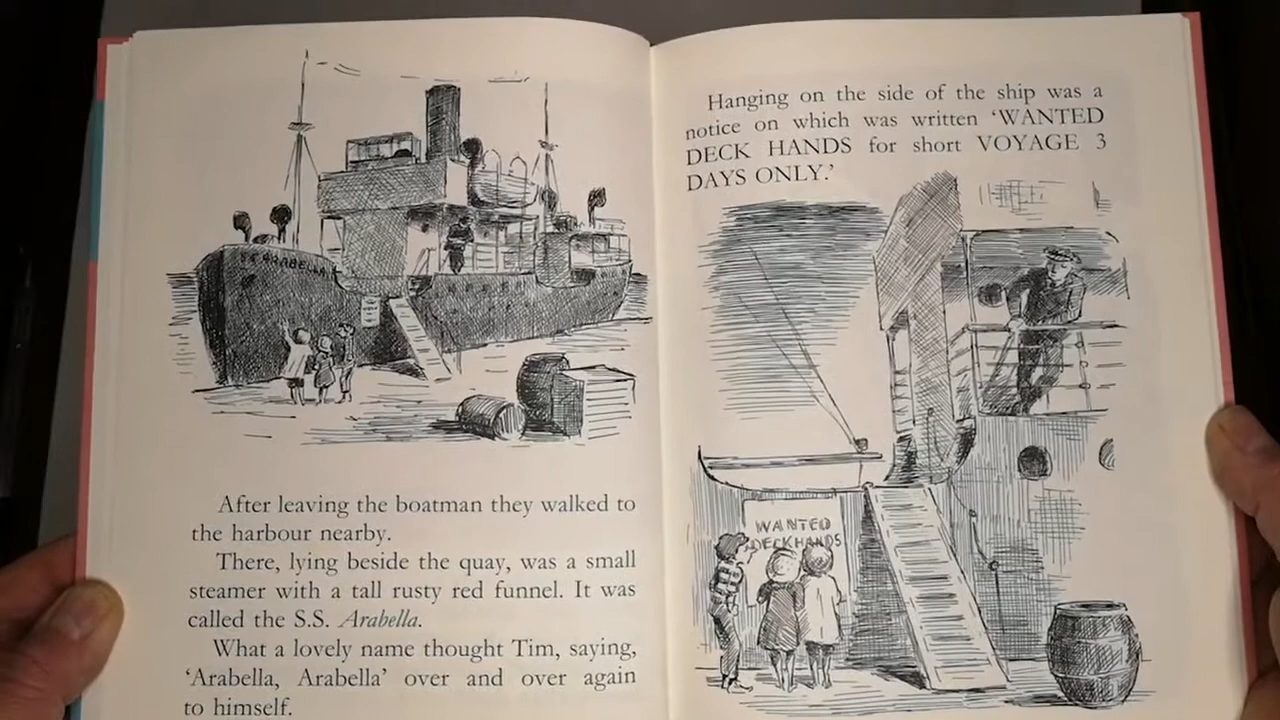 S.S. ARABELLA
After leaving the boatman they walked to
the harbour nearby.
There, lying beside the quay, was a small
steamer with a tall rusty red funnel. It was
called the S.S. Arabella.
What a lovely name thought Tim, saying,
‘Arabella, Arabella’ over and over again
to himself.
Hanging on the side of the ship was a
notice on which was written ‘WANTED
DECK HANDS for short VOYAGE 3
DAYS ONLY.’
WANTED
DECKHANDS